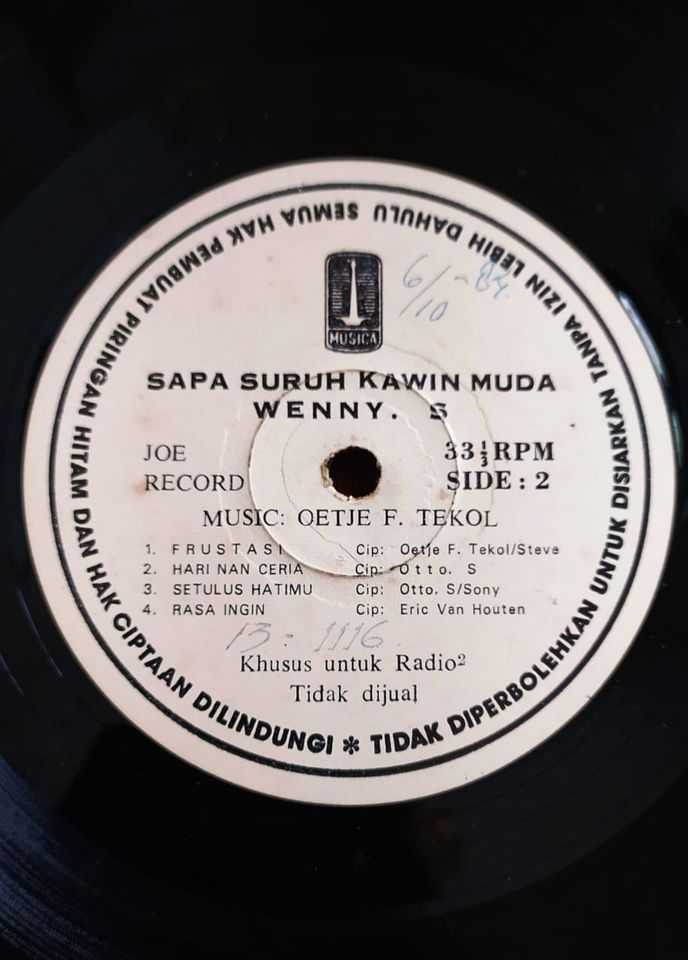 SEMUA HAK PEMBUAT PIRINGAN HITAM DAN HAK CIPTAAN DILINDUNGI * TIDAK DIPERBOLEHKAN UNTUK DISIARKAN TANPA IZIN LEBIH DAHULU
MUSICA
6/10 - 84.
SAPA SURUH KAWIN MUDA
WENNY. S
JOE 33⅓ RPM
RECORD SIDE : 2
MUSIC: OETJE F. TEKOL
1. FRUSTASI Cip: Oetje F. Tekol/Steve
2. HARI NAN CERIA Cip: Otto. S
3. SETULUS HATIMU Cip: Otto. S/Sony
4. RASA INGIN Cip: Eric Van Houten
13 : 1116.
Khusus untuk Radio²
Tidak dijual